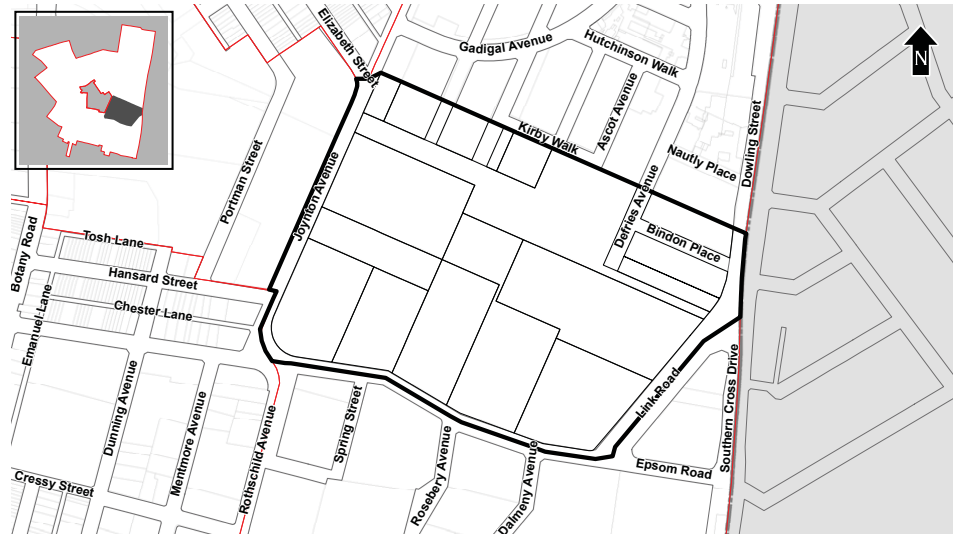 Elizabeth Street
Gadigal Avenue
Hutchinson Walk
N
Ascot Avenue
Kirby Walk
Dowling Street
Nautly Place
Portman Street
Joynton Avenue
Defries Avenue
Bindon Place
Botany Road
Tosh Lane
Hansard Street
Chester Lane
Emanuel Lane
Dunning Avenue
Mentmore Avenue
Rothschild Avenue
Spring Street
Link Road
Southern Cross Drive
Rosebery Avenue
Dalmeny Avenue
Epsom Road
Cressy Street